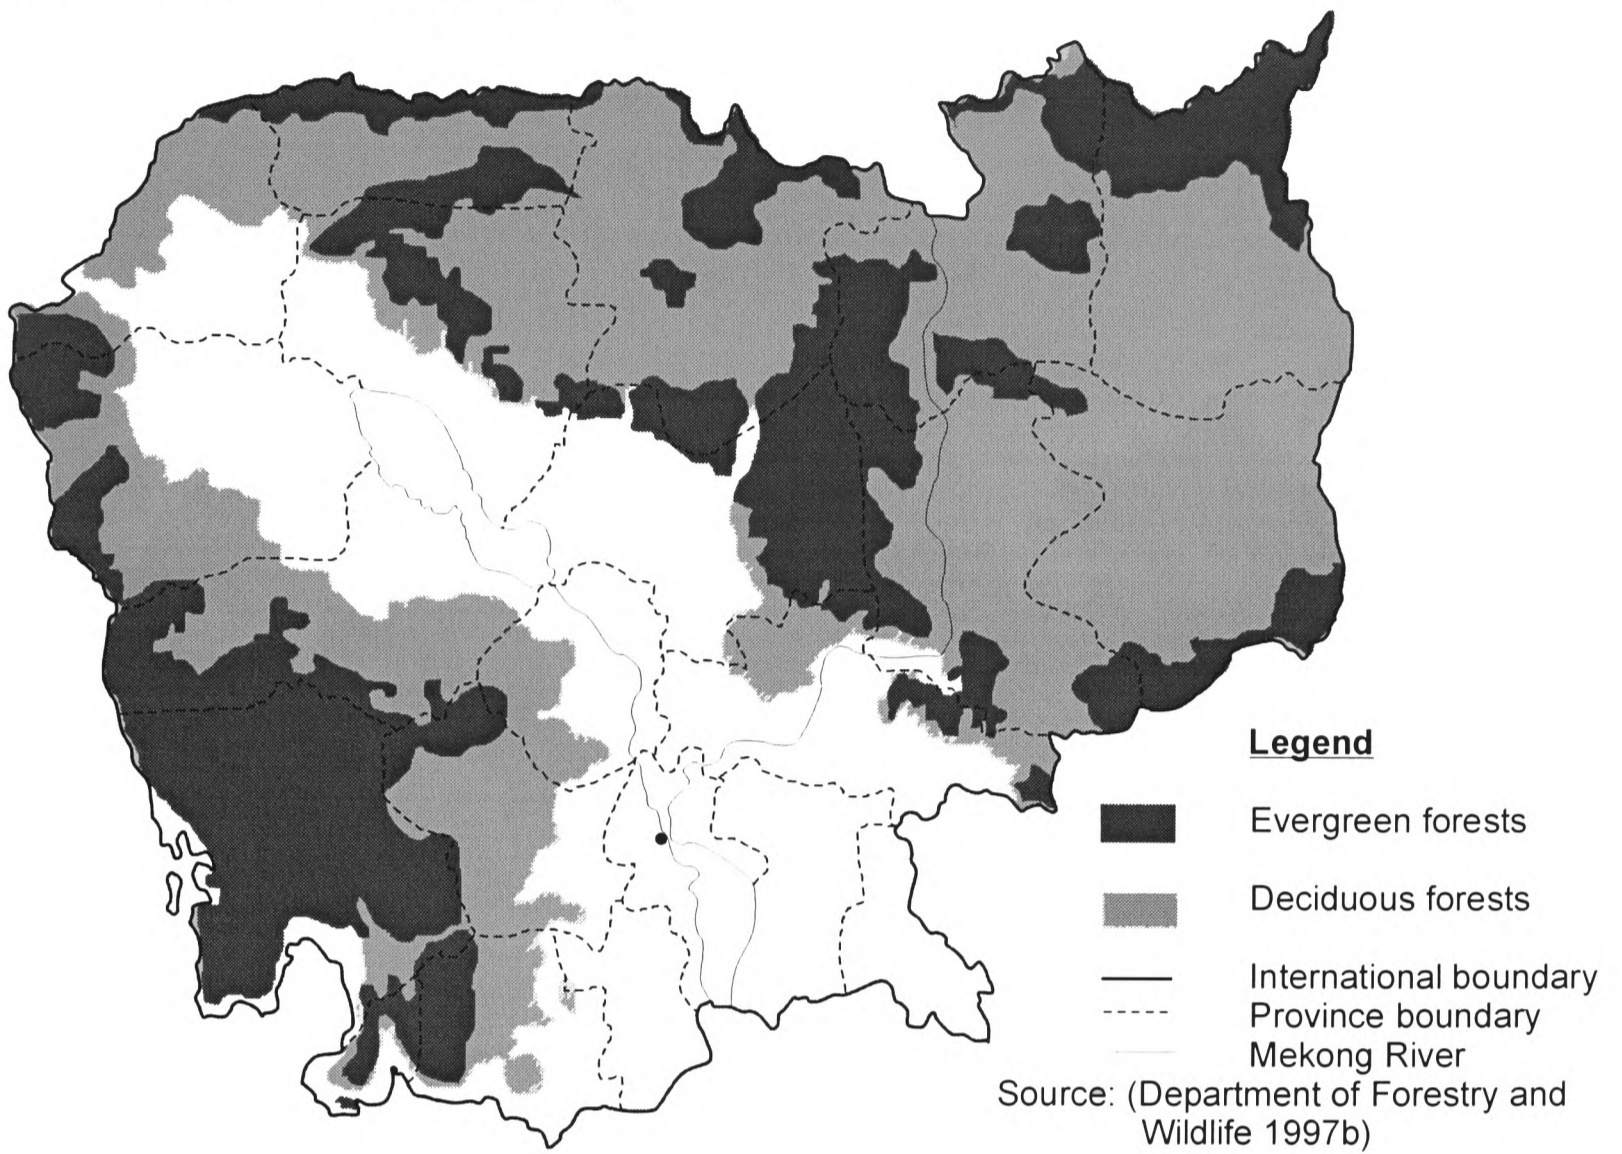 Legend
Evergreen forests
Deciduous forests
International boundary
Province boundary
Mekong River
Source: (Department of Forestry and
Wildlife 1997b)